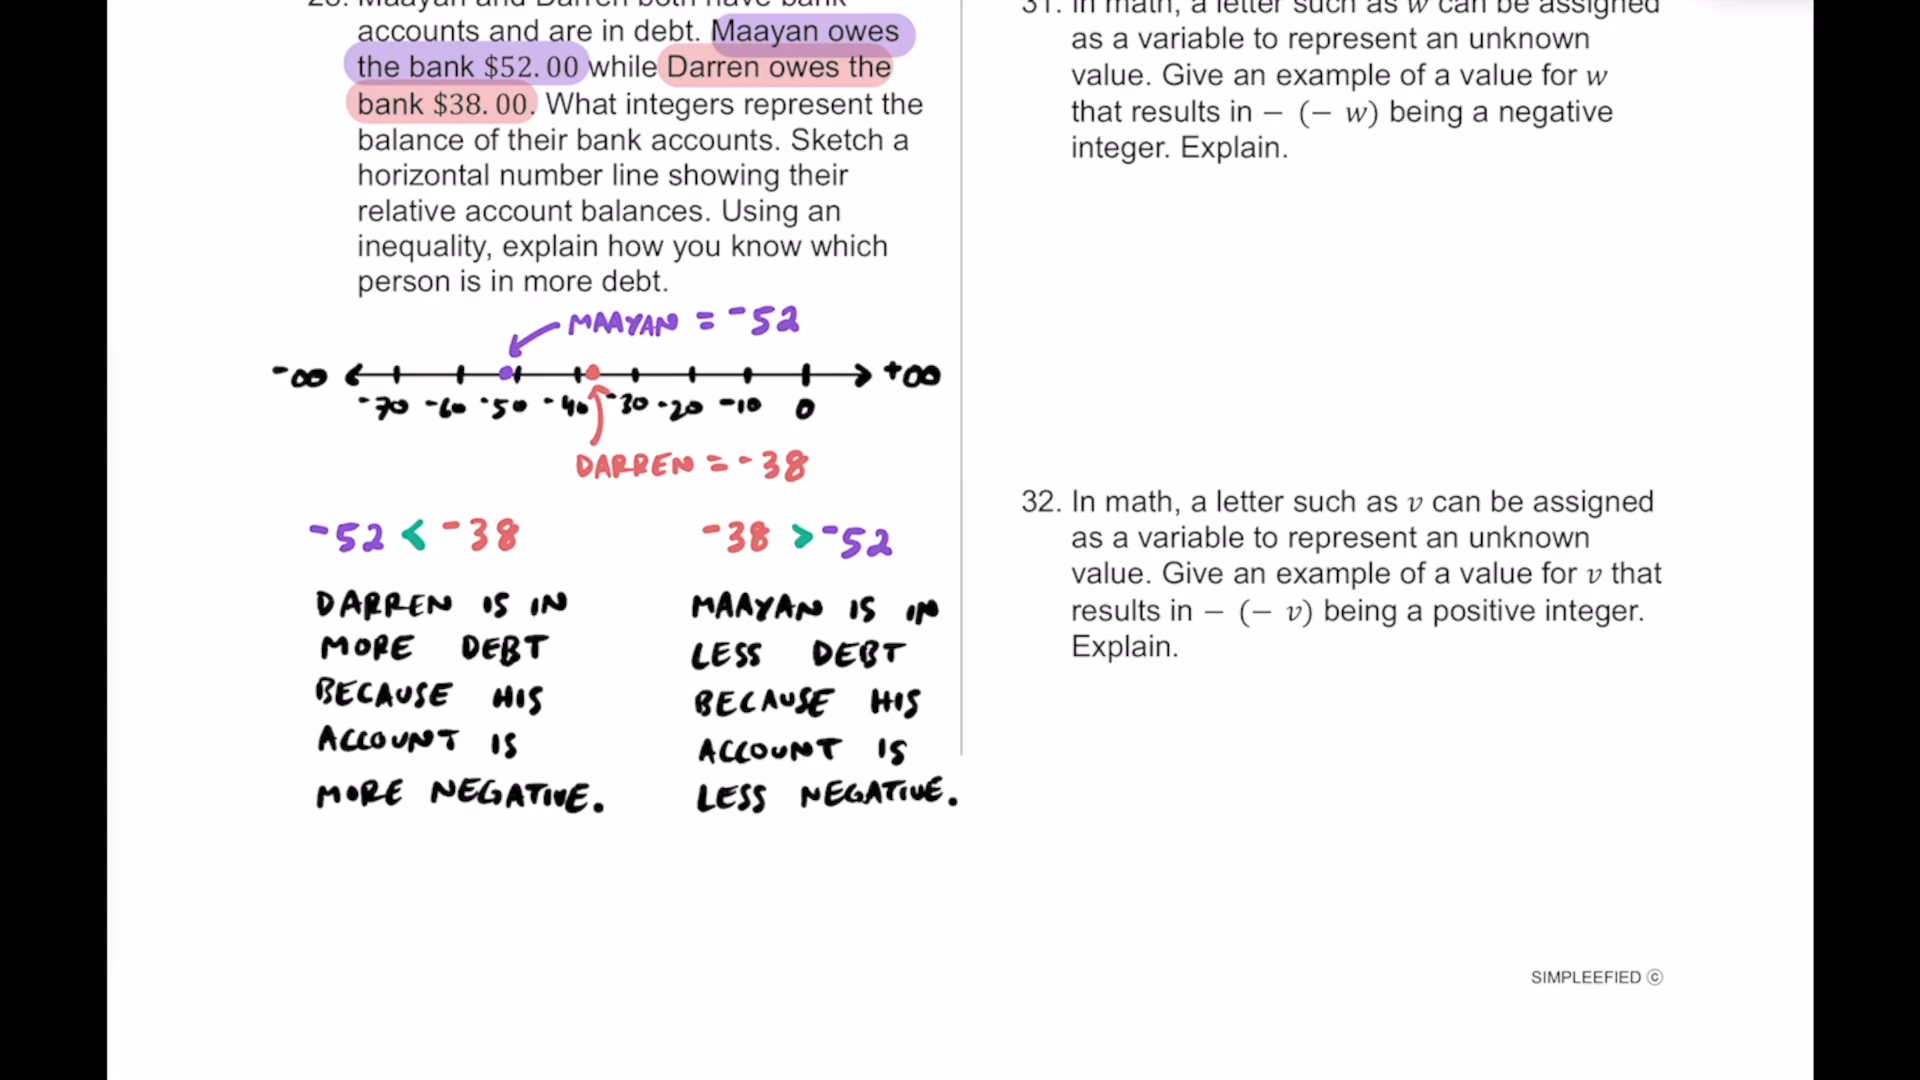 accounts and are in debt. Maayan owes
the bank $52.00 while Darren owes the
bank $38.00. What integers represent the
balance of their bank accounts. Sketch a
horizontal number line showing their
relative account balances. Using an
inequality, explain how you know which
person is in more debt.
MAAYAN = -52
-∞ -70 -60 -50 -40 -30 -20 -10 0 +∞
DARREN = -38
-52 < -38
DARREN IS IN
MORE DEBT
BECAUSE HIS
ACCOUNT IS
MORE NEGATIVE.
-38 > -52
MAAYAN IS IN
LESS DEBT
BECAUSE HIS
ACCOUNT IS
LESS NEGATIVE.
31. In math, a letter such as w can be assigned
as a variable to represent an unknown
value. Give an example of a value for w
that results in − (− w) being a negative
integer. Explain.
32. In math, a letter such as v can be assigned
as a variable to represent an unknown
value. Give an example of a value for v that
results in − (− v) being a positive integer.
Explain.
SIMPLEEFIED ©